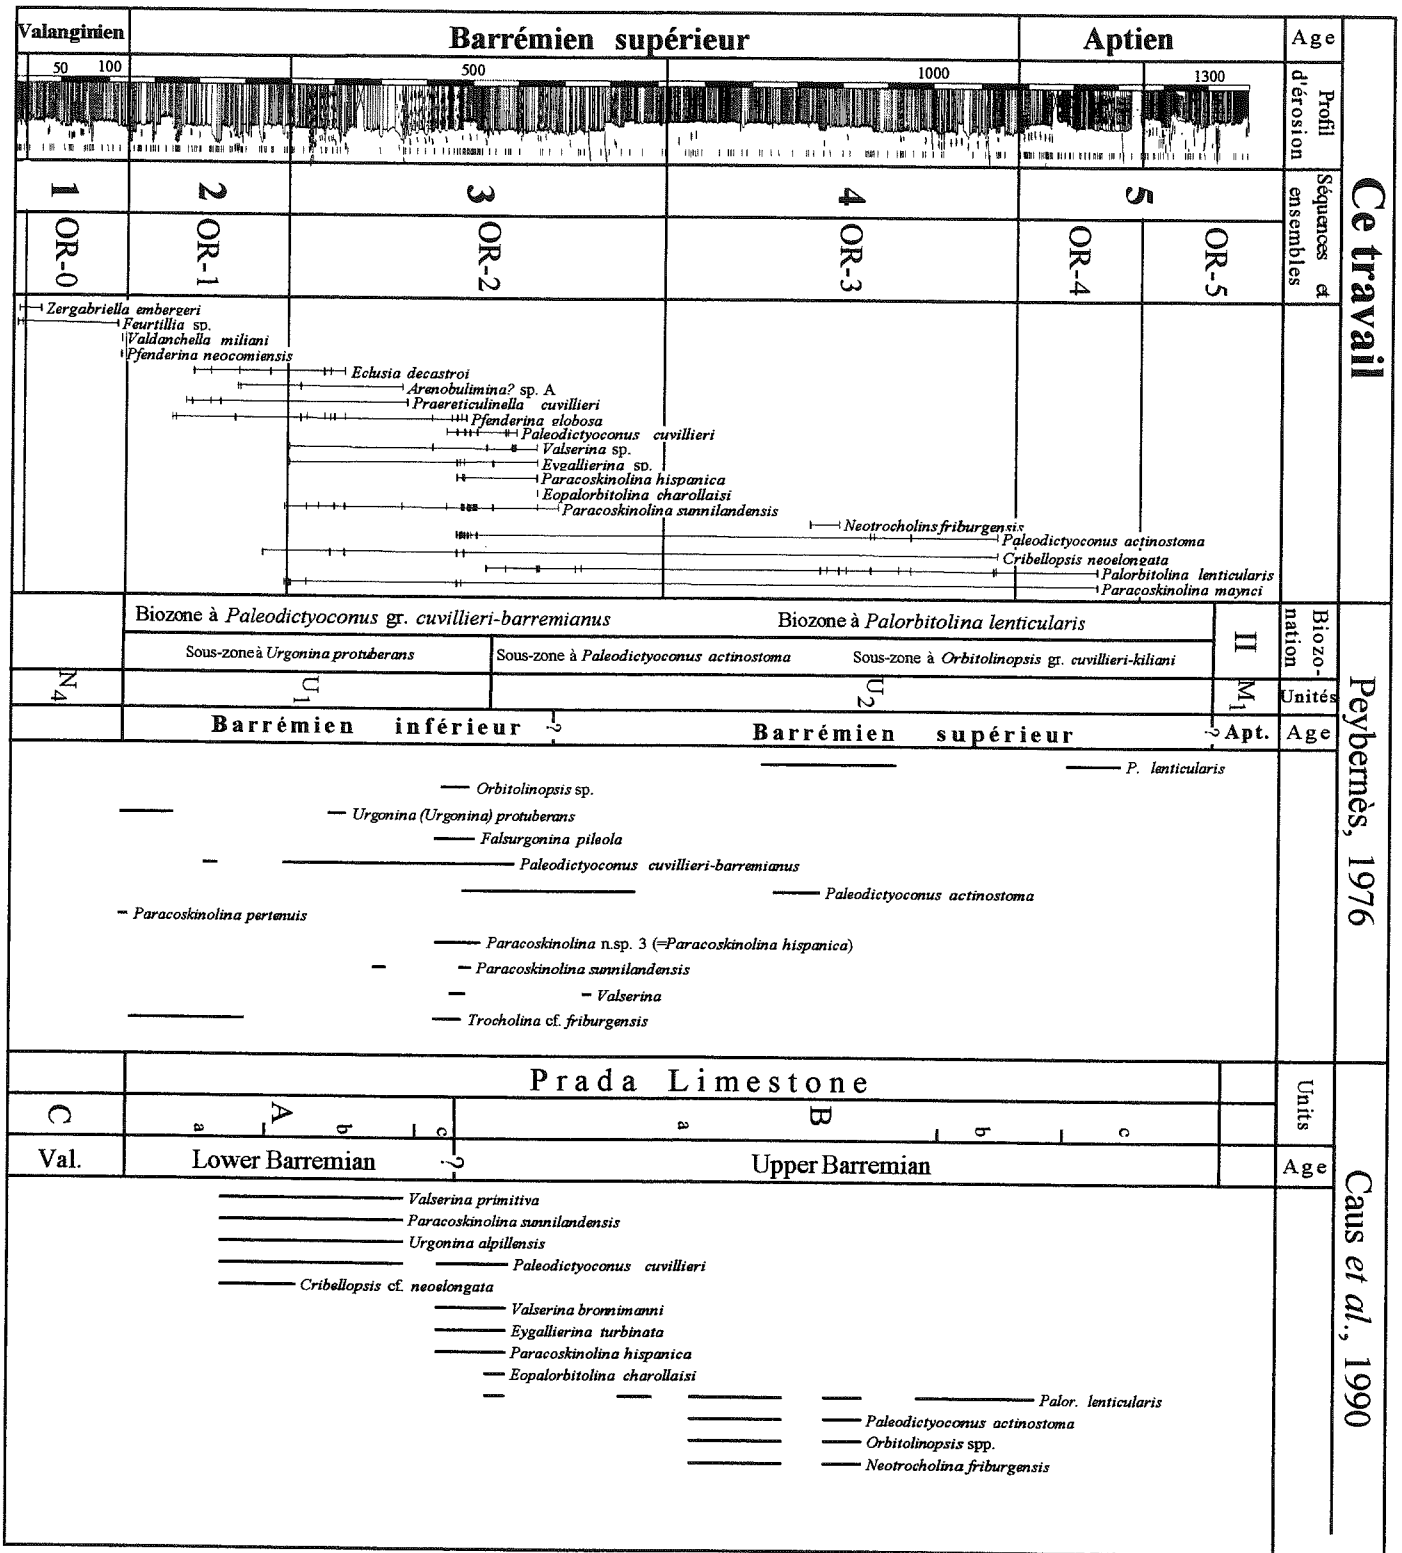 Valanginien
Barrémien supérieur
Aptien
Age
50 100
500
1000
1300
Profil d'érosion
Séquences et ensembles
1
2
3
4
5
OR-0
OR-1
OR-2
OR-3
OR-4
OR-5
Ce travail
Zergabriella embergeri
Feurtillia sp.
Valdanchella miliani
Pfenderina neocomiensis
Eclusia decastroi
Arenobulimina? sp. A
Praereticulinella cuvillieri
Pfenderina globosa
Paleodictyoconus cuvillieri
Valserina sp.
Eygallierina sp.
Paracoskinolina hispanica
Eopalorbitolina charollaisi
Paracoskinolina sunnilandensis
Neotrocholins friburgensis
Paleodictyoconus actinostoma
Cribellopsis neoelongata
Palorbitolina lenticularis
Paracoskinolina maynci
Biozone à Paleodictyoconus gr. cuvillieri-barremianus
Biozone à Palorbitolina lenticularis
II
Biozo-
nation
Sous-zone à Urgonina protuberans
Sous-zone à Paleodictyoconus actinostoma
Sous-zone à Orbitolinopsis gr. cuvillieri-kiliani
N4
U1
U2
M1
Unités
Barrémien inférieur
?
Barrémien supérieur
? Apt.
Age
Peybernès, 1976
P. lenticularis
Orbitolinopsis sp.
Urgonina (Urgonina) protuberans
Falsurgonina pileola
Paleodictyoconus cuvillieri-barremianus
Paleodictyoconus actinostoma
Paracoskinolina pertenuis
Paracoskinolina n.sp. 3 (=Paracoskinolina hispanica)
Paracoskinolina sunnilandensis
Valserina
Trocholina cf. friburgensis
Prada Limestone
Units
C
A
B
a
b
c
a
b
c
Val.
Lower Barremian
?
Upper Barremian
Age
Caus et al., 1990
Valserina primitiva
Paracoskinolina sunnilandensis
Urgonina alpillensis
Paleodictyoconus cuvillieri
Cribellopsis cf. neoelongata
Valserina bronnimanni
Eygallierina turbinata
Paracoskinolina hispanica
Eopalorbitolina charollaisi
Palor. lenticularis
Paleodictyoconus actinostoma
Orbitolinopsis spp.
Neotrocholina friburgensis